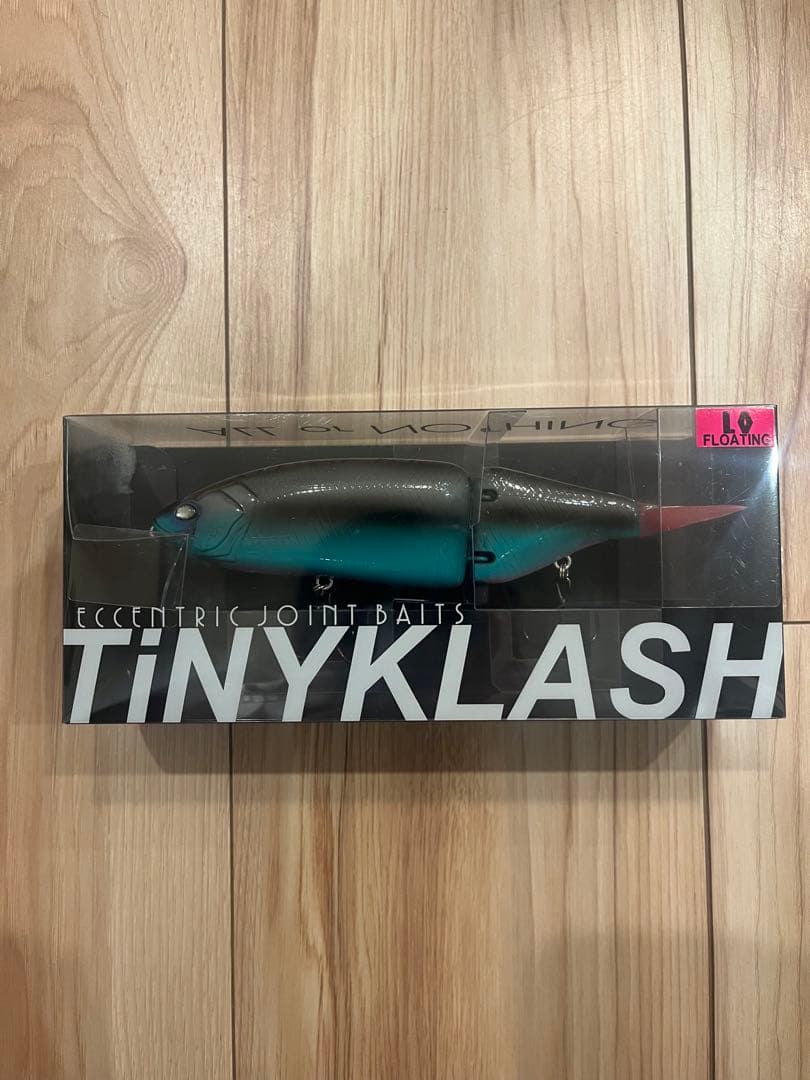 ALL or NOTHING
LO
FLOATING
ECCENTRIC JOINT BAITS
TiNYKLASH